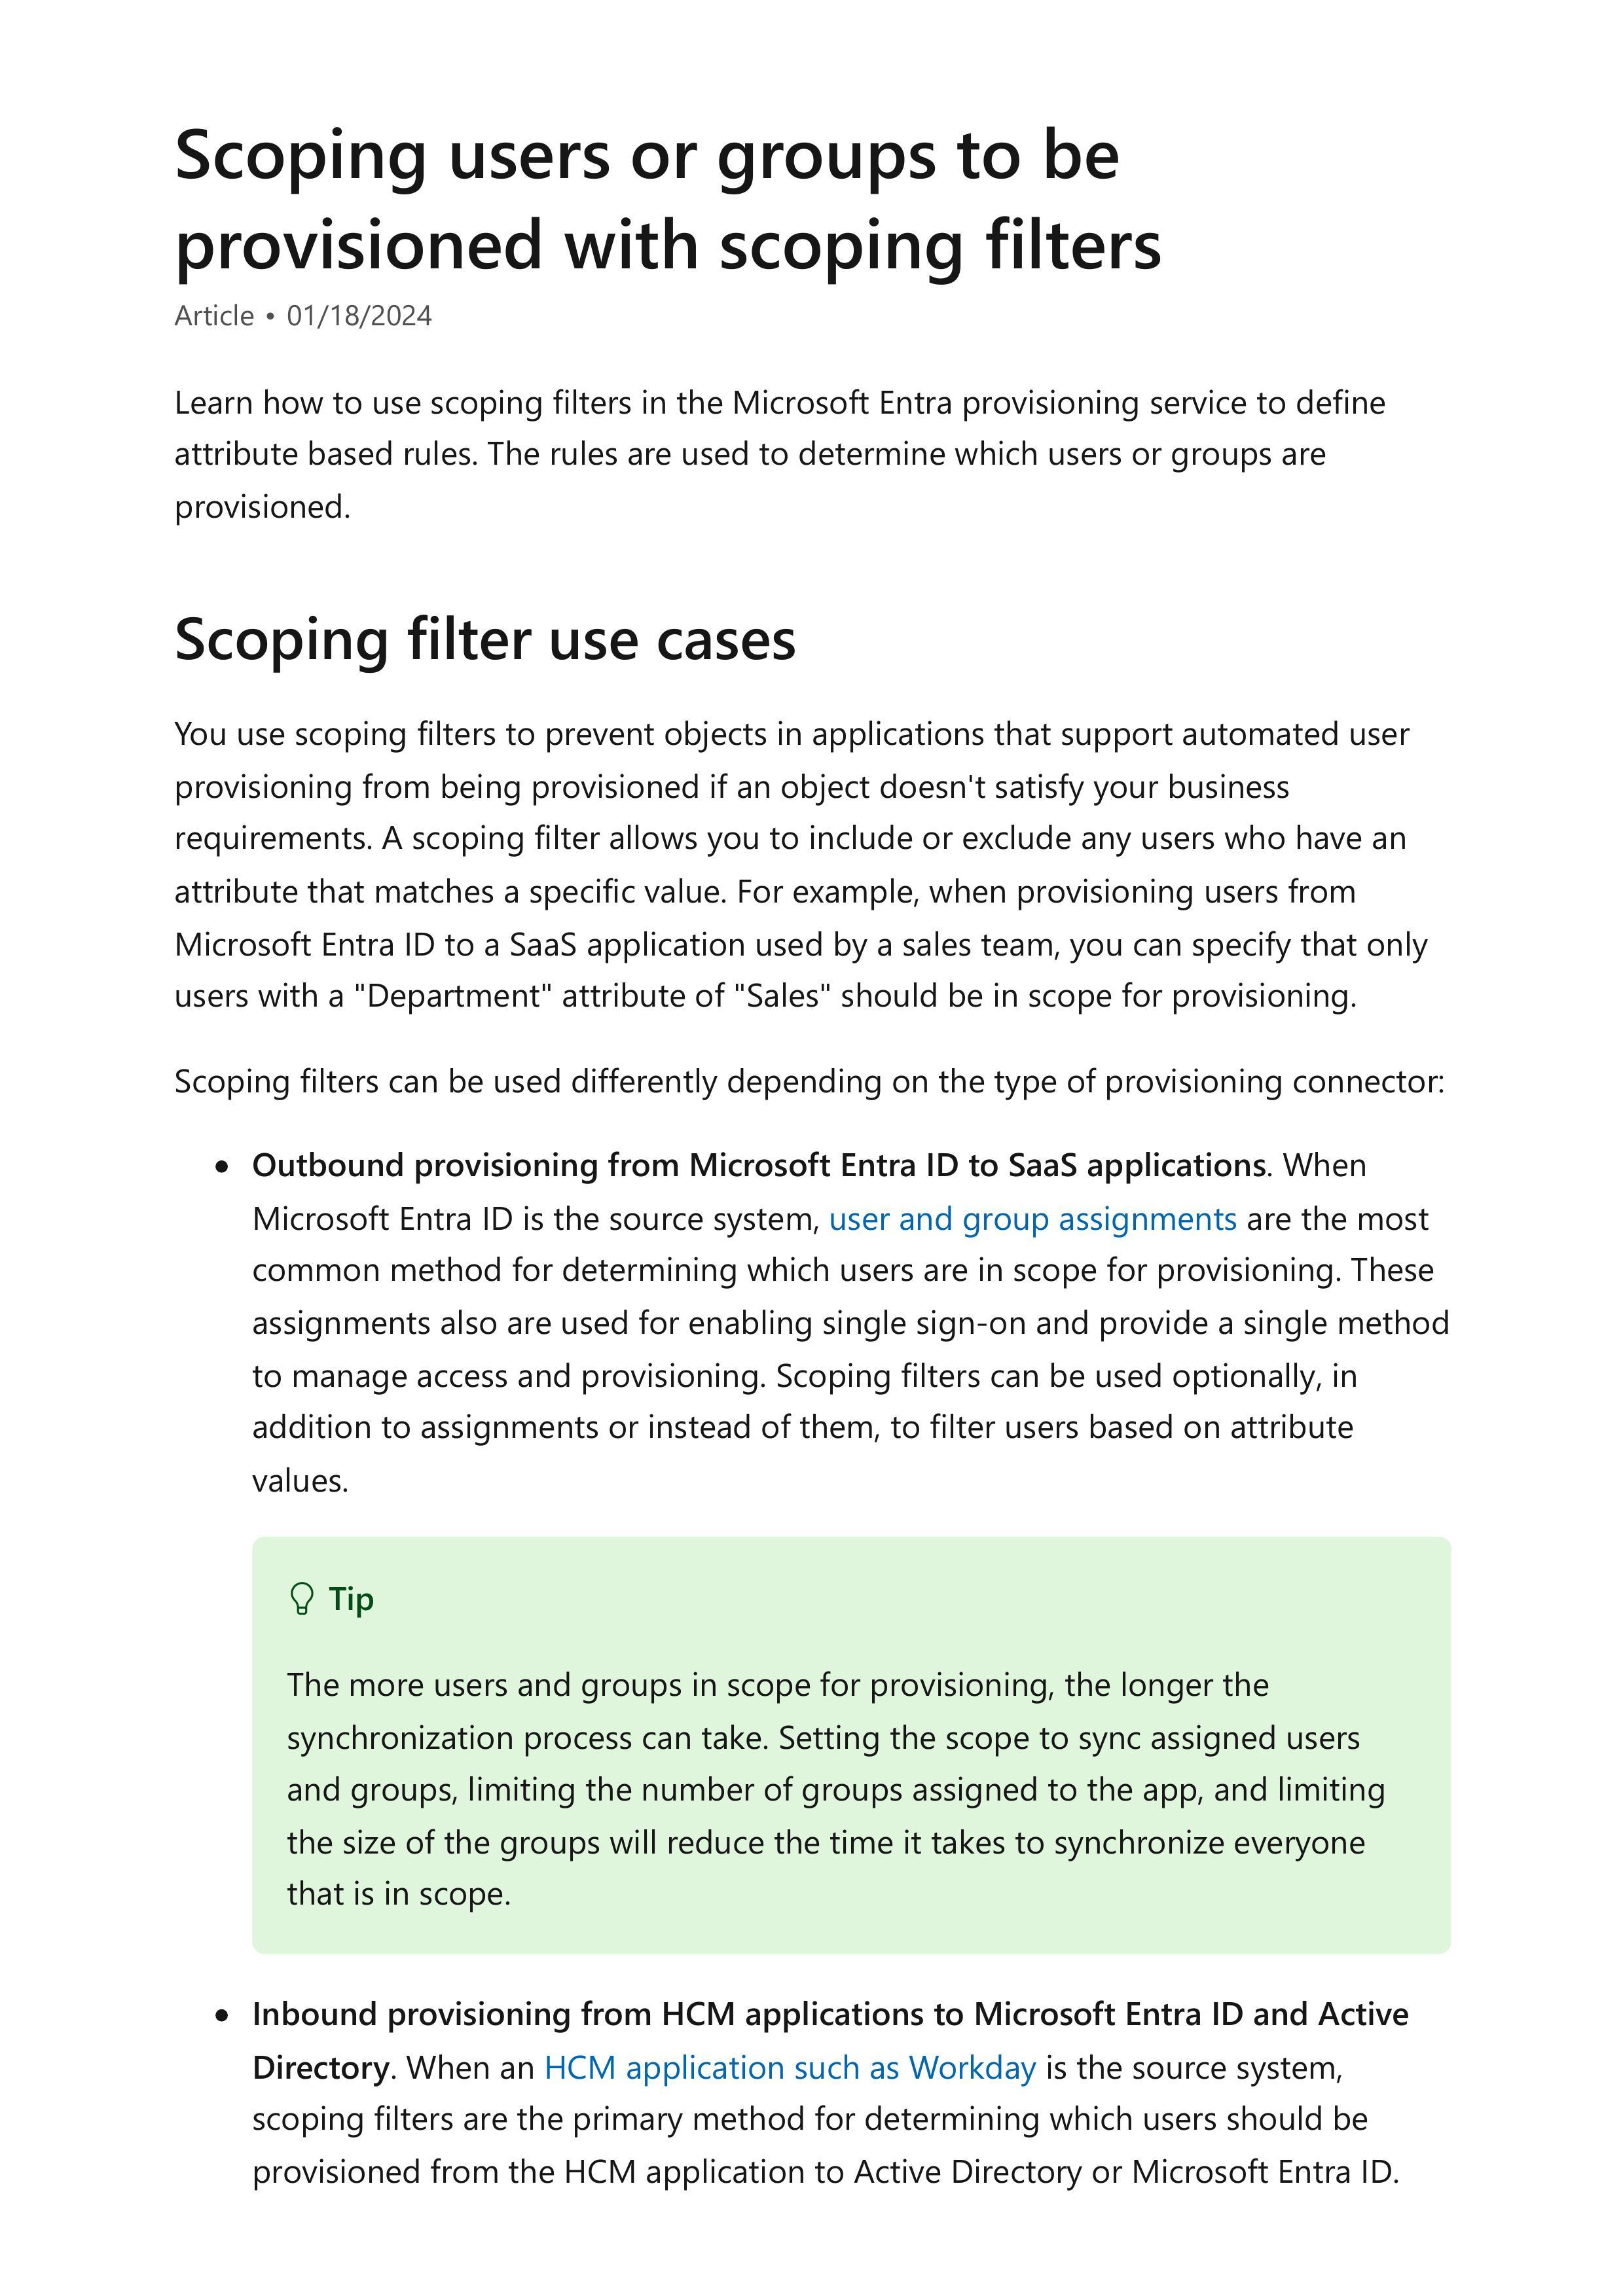 Scoping users or groups to be
provisioned with scoping filters
Article • 01/18/2024
Learn how to use scoping filters in the Microsoft Entra provisioning service to define
attribute based rules. The rules are used to determine which users or groups are
provisioned.
Scoping filter use cases
You use scoping filters to prevent objects in applications that support automated user
provisioning from being provisioned if an object doesn't satisfy your business
requirements. A scoping filter allows you to include or exclude any users who have an
attribute that matches a specific value. For example, when provisioning users from
Microsoft Entra ID to a SaaS application used by a sales team, you can specify that only
users with a "Department" attribute of "Sales" should be in scope for provisioning.
Scoping filters can be used differently depending on the type of provisioning connector:
• Outbound provisioning from Microsoft Entra ID to SaaS applications. When
Microsoft Entra ID is the source system, user and group assignments are the most
common method for determining which users are in scope for provisioning. These
assignments also are used for enabling single sign-on and provide a single method
to manage access and provisioning. Scoping filters can be used optionally, in
addition to assignments or instead of them, to filter users based on attribute
values.
Tip
The more users and groups in scope for provisioning, the longer the
synchronization process can take. Setting the scope to sync assigned users
and groups, limiting the number of groups assigned to the app, and limiting
the size of the groups will reduce the time it takes to synchronize everyone
that is in scope.
• Inbound provisioning from HCM applications to Microsoft Entra ID and Active
Directory. When an HCM application such as Workday is the source system,
scoping filters are the primary method for determining which users should be
provisioned from the HCM application to Active Directory or Microsoft Entra ID.